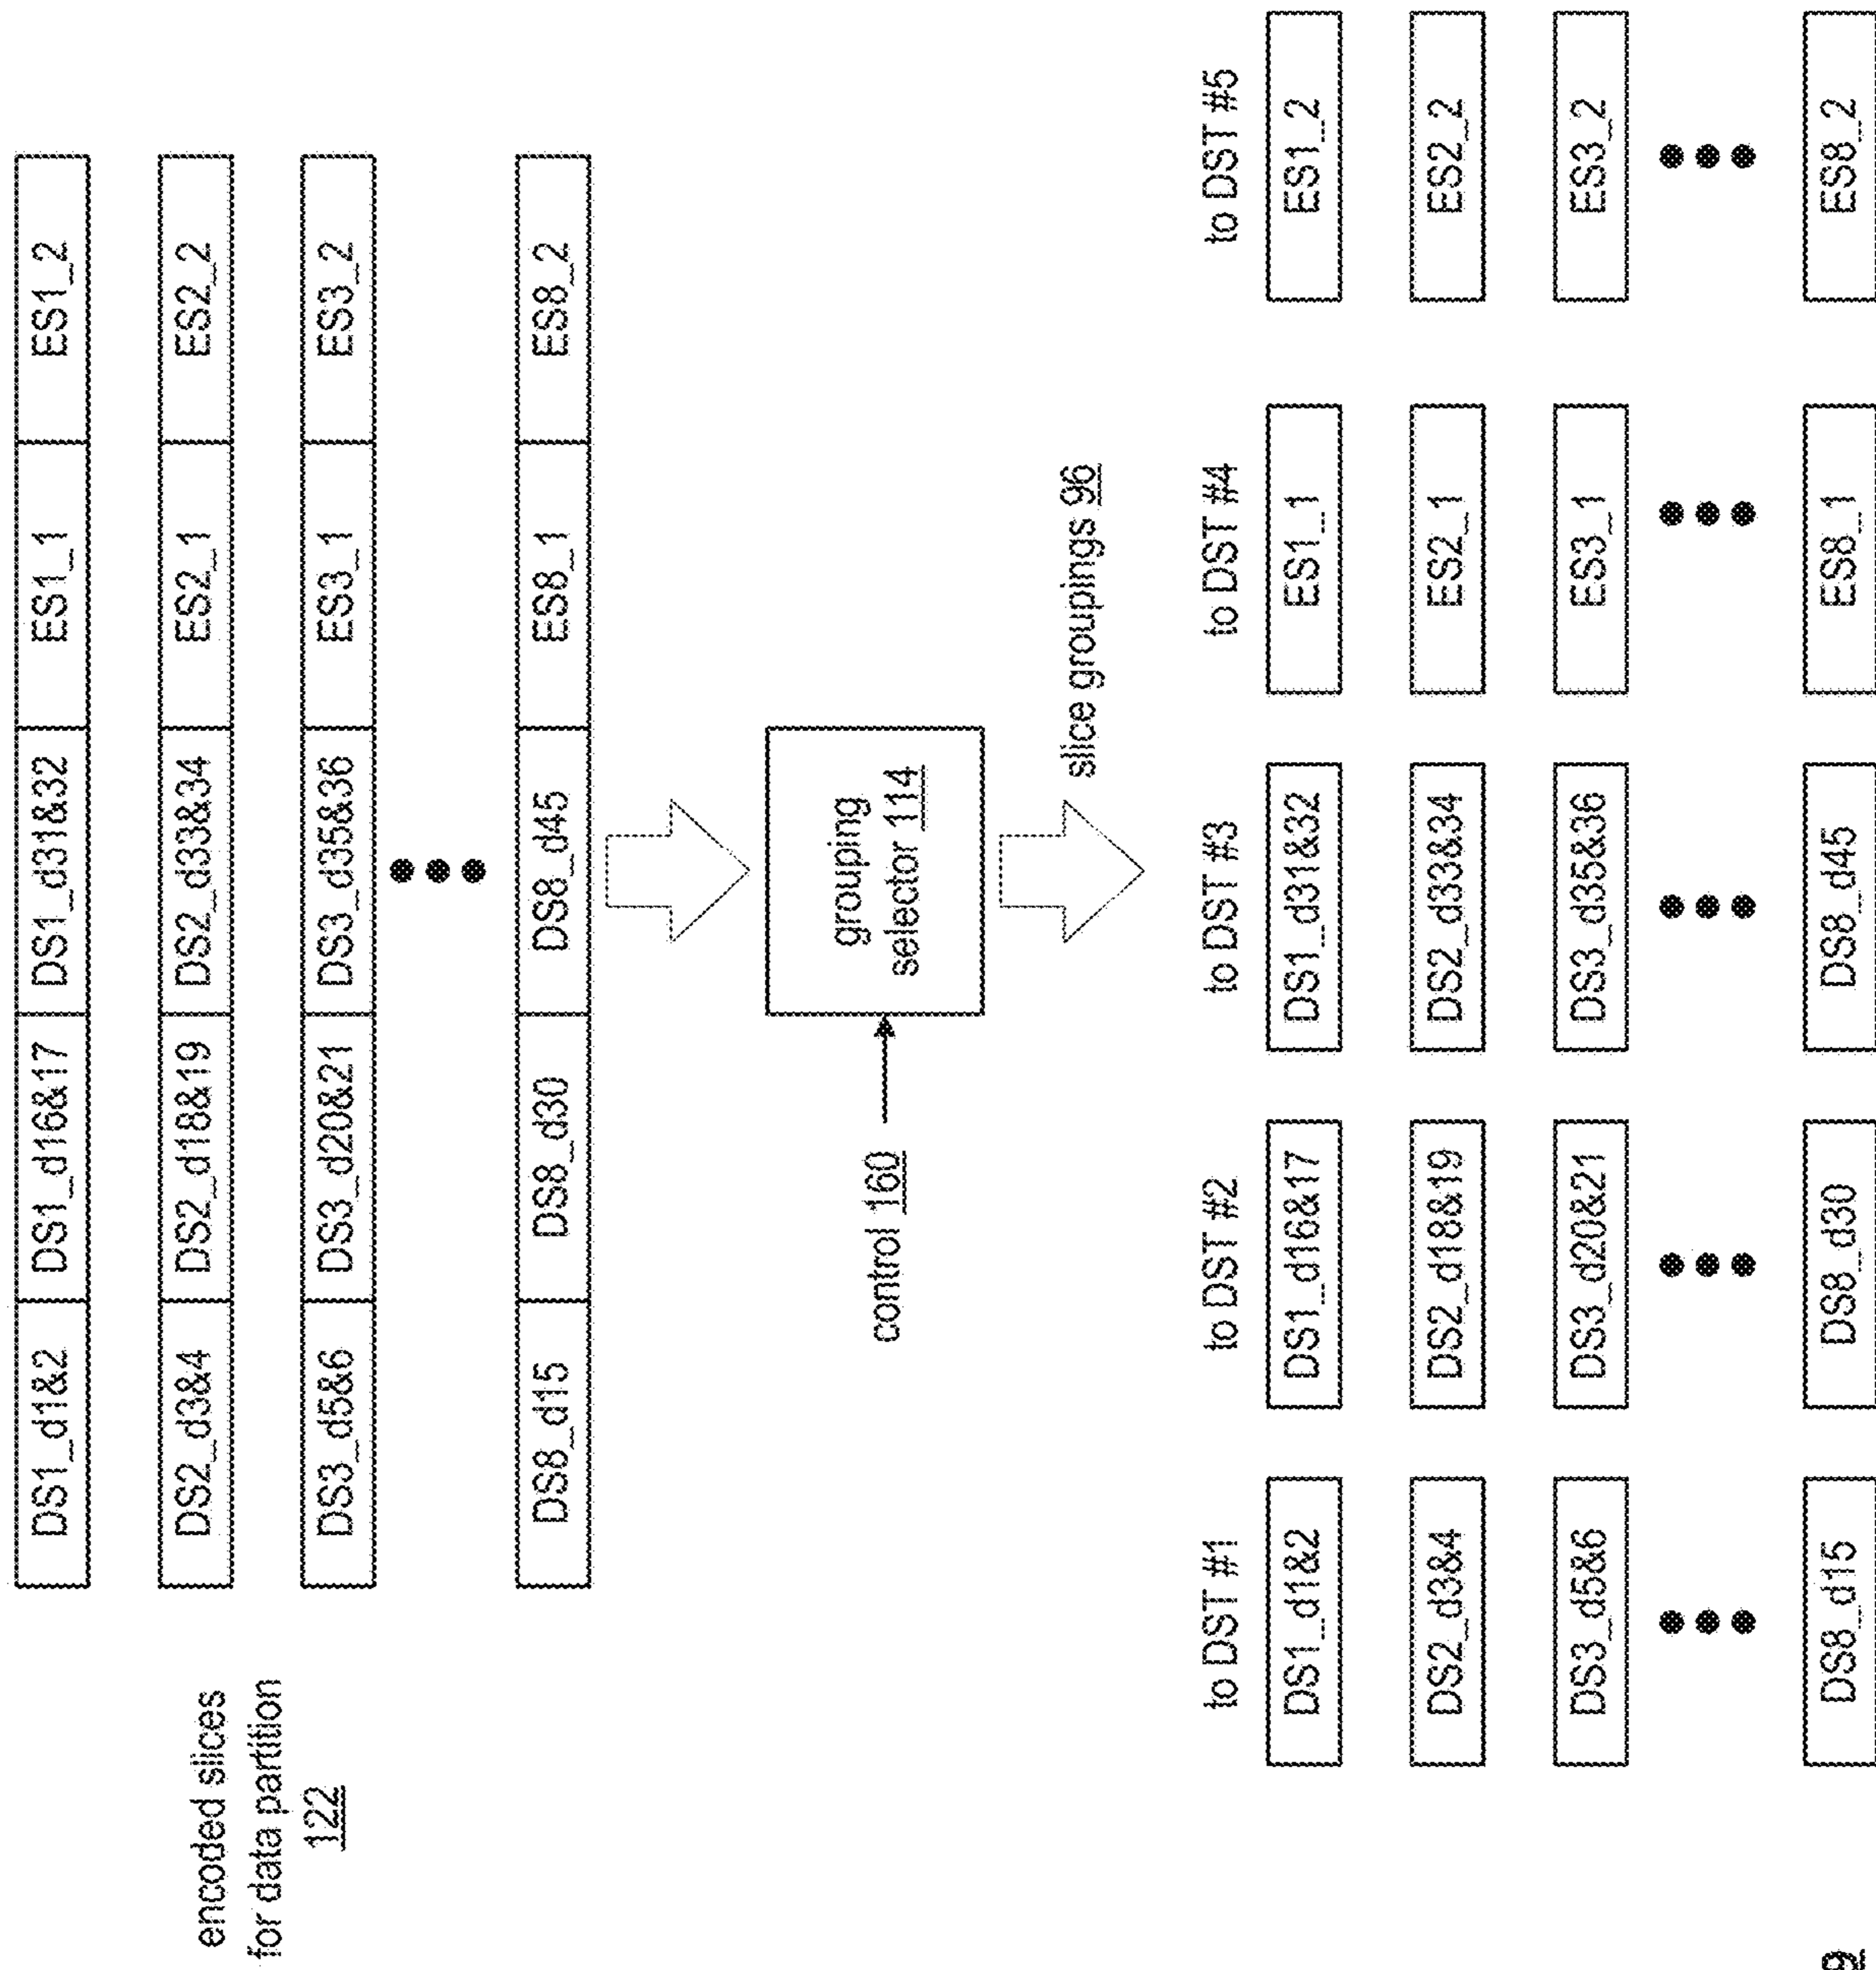 encoded slices
for data partition
122
DS1_d1&2 DS1_d16&17 DS1_d31&32 ES1_1 ES1_2
DS2_d3&4 DS2_d18&19 DS2_d33&34 ES2_1 ES2_2
DS3_d5&6 DS3_d20&21 DS3_d35&36 ES3_1 ES3_2
DS8_d15 DS8_d30 DS8_d45 ES8_1 ES8_2
control 160
grouping
selector 114
slice groupings 96
to DST #1 to DST #2 to DST #3 to DST #4 to DST #5
DS1_d1&2 DS1_d16&17 DS1_d31&32 ES1_1 ES1_2
DS2_d3&4 DS2_d18&19 DS2_d33&34 ES2_1 ES2_2
DS3_d5&6 DS3_d20&21 DS3_d35&36 ES3_1 ES3_2
DS8_d15 DS8_d30 DS8_d45 ES8_1 ES8_2
9